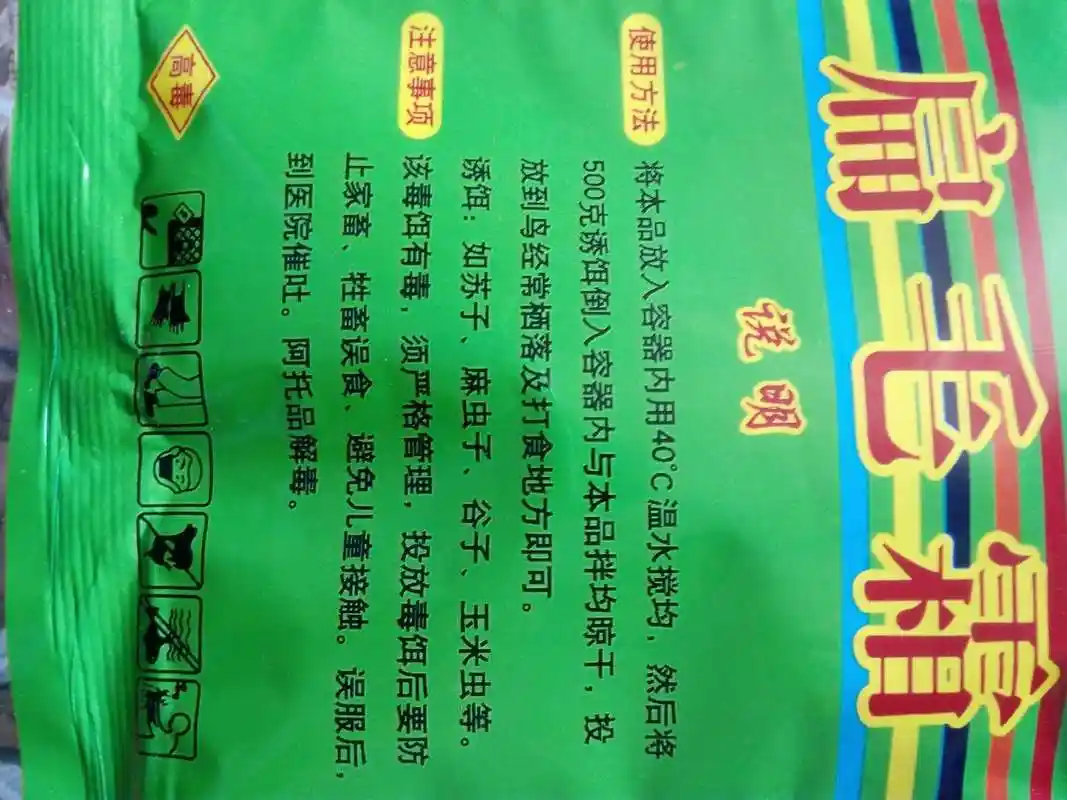 扁毛霜
说明
使用方法 将本品放入容器内用40℃温水搅均，然后将
500克诱饵倒入容器内与本品拌均晾干，投
放到鸟经常栖落及打食地方即可。
诱饵：如苏子、麻虫子、谷子、玉米虫等。
注意事项 该毒饵有毒，须严格管理，投放毒饵后要防
止家畜、牲畜误食、避免儿童接触。误服后，
到医院催吐。阿托品解毒。
高毒